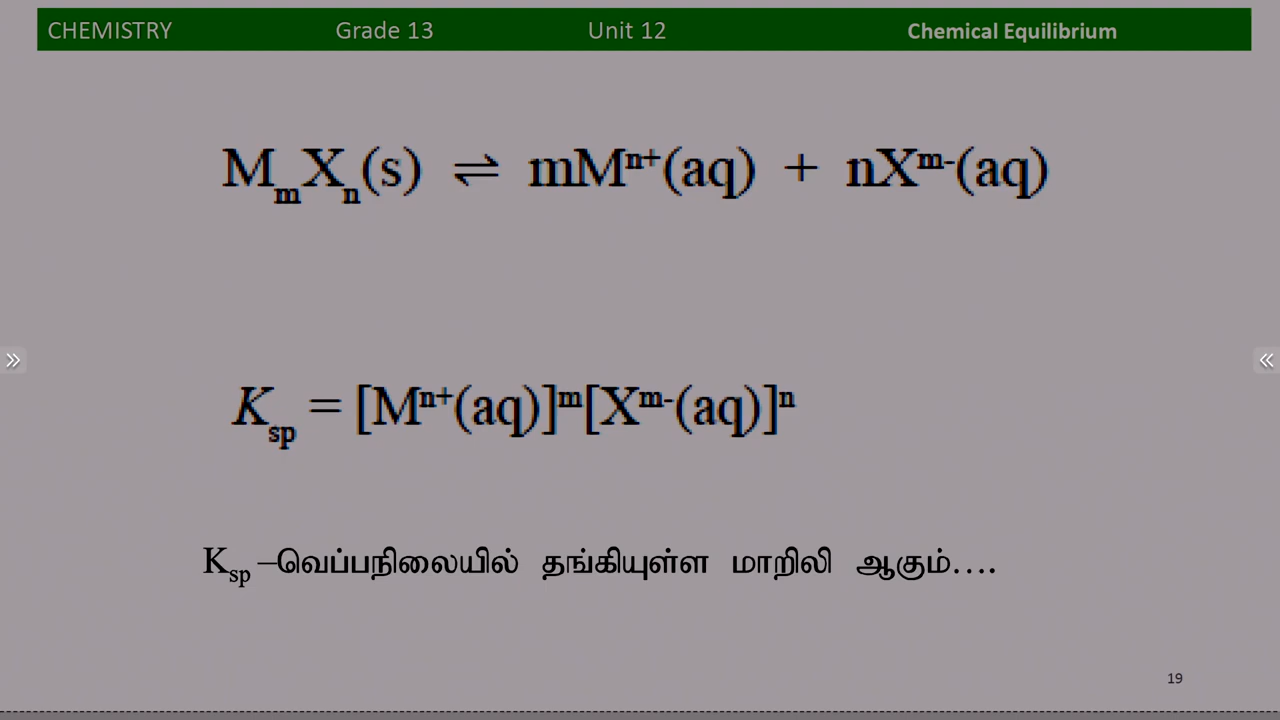 CHEMISTRY Grade 13 Unit 12 Chemical Equilibrium
MₘXₙ(s) ⇌ mMⁿ⁺(aq) + nXᵐ⁻(aq)
Kₛₚ = [Mⁿ⁺(aq)]ᵐ[Xᵐ⁻(aq)]ⁿ
Kₛₚ –வெப்பநிலையில் தங்கியுள்ள மாறிலி ஆகும்….
19